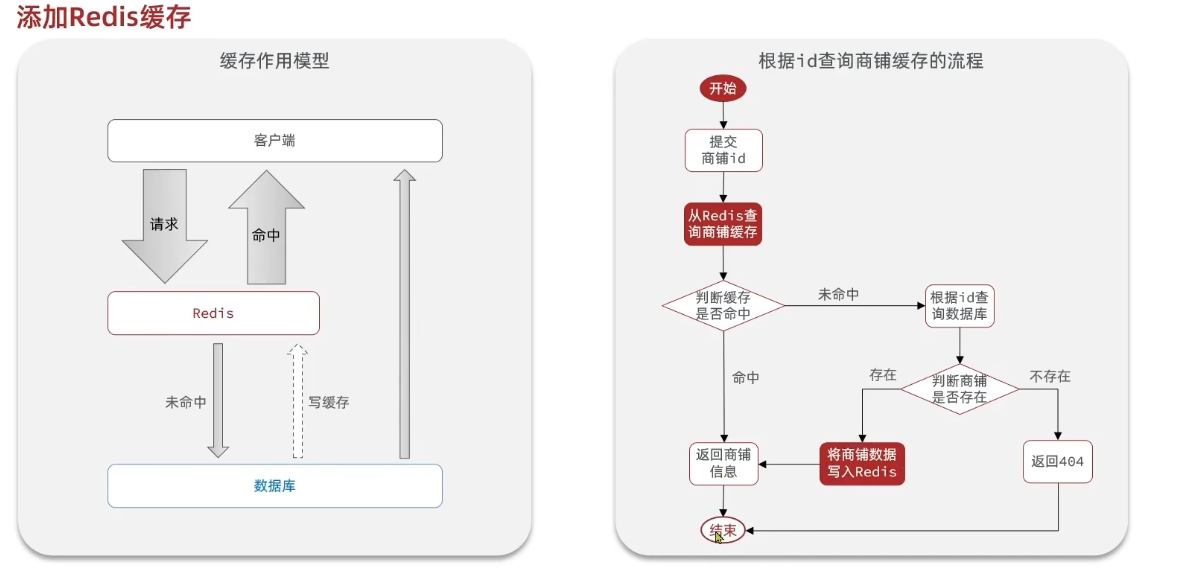 添加Redis缓存
缓存作用模型
客户端
请求
命中
Redis
未命中
写缓存
数据库
根据id查询商铺缓存的流程
开始
提交
商铺id
从Redis查
询商铺缓存
判断缓存
是否命中
未命中
根据id查
询数据库
命中
存在
判断商铺
是否存在
不存在
返回商铺
信息
将商铺数据
写入Redis
返回404
结束